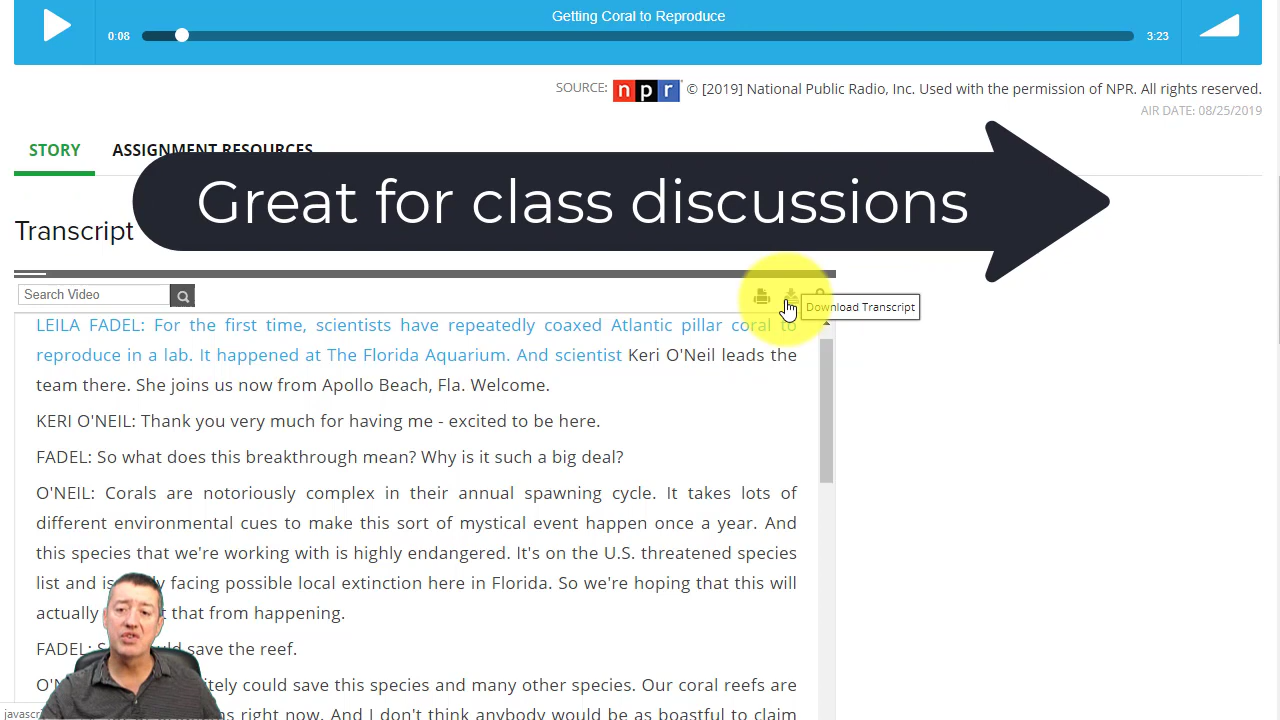 Getting Coral to Reproduce
0:08
3:23
SOURCE: npr © [2019] National Public Radio, Inc. Used with the permission of NPR. All rights reserved.
AIR DATE: 08/25/2019
STORY
ASSIGNMENT RESOURCES
Great for class discussions
Transcript
Search Video
Download Transcript
LEILA FADEL: For the first time, scientists have repeatedly coaxed Atlantic pillar coral to
reproduce in a lab. It happened at The Florida Aquarium. And scientist Keri O'Neil leads the
team there. She joins us now from Apollo Beach, Fla. Welcome.
KERI O'NEIL: Thank you very much for having me - excited to be here.
FADEL: So what does this breakthrough mean? Why is it such a big deal?
O'NEIL: Corals are notoriously complex in their annual spawning cycle. It takes lots of
different environmental cues to make this sort of mystical event happen once a year. And
this species that we're working with is highly endangered. It's on the U.S. threatened species
list and facing possible local extinction here in Florida. So we're hoping that this will
actually that from happening.
FADEL: save the reef.
could save this species and many other species. Our coral reefs are
right now. And I don't think anybody would be as boastful to claim